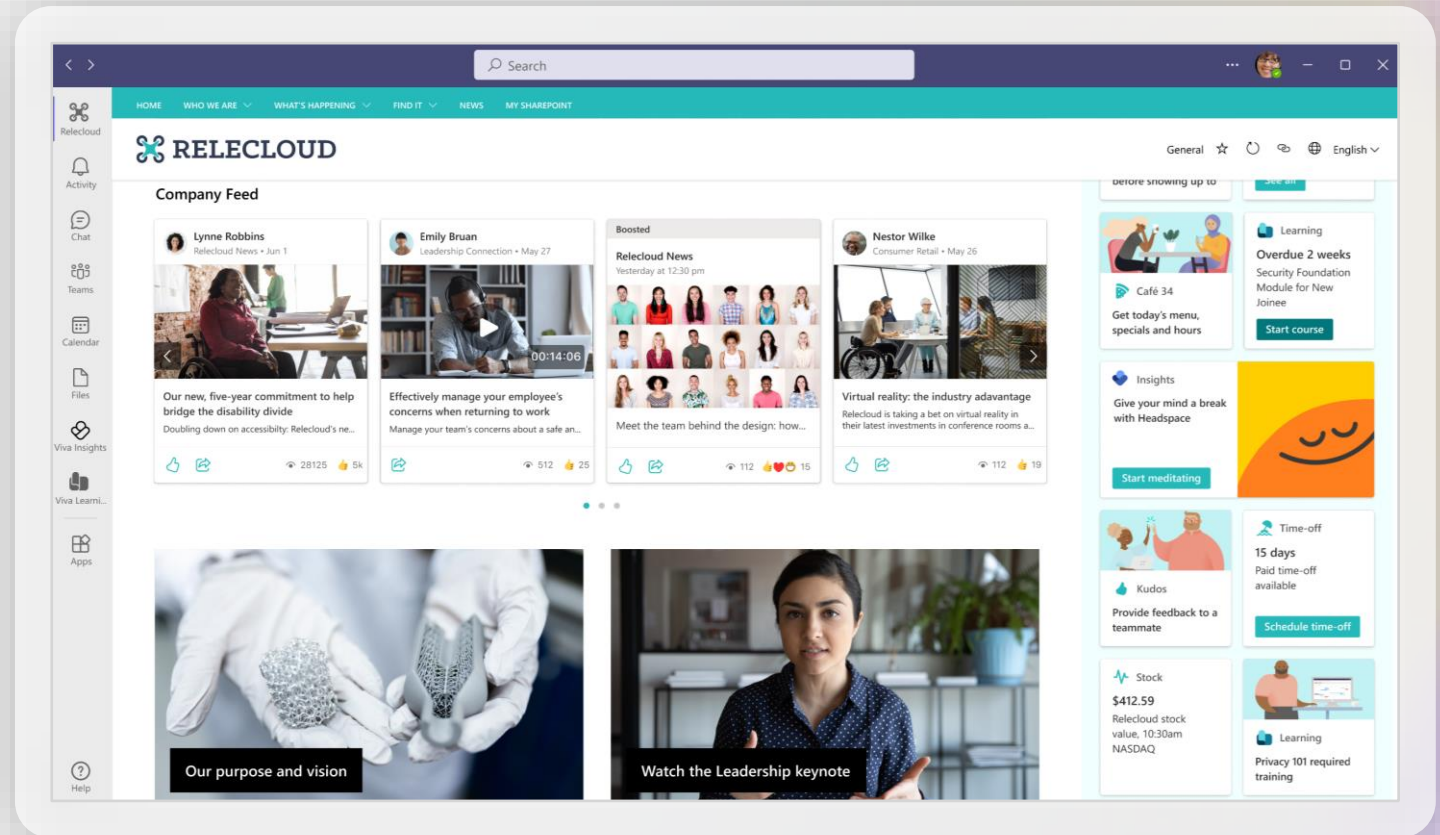 Search
HOME WHO WE ARE WHAT'S HAPPENING FIND IT NEWS MY SHAREPOINT
Relecloud
Activity
Chat
Teams
Calendar
Files
Viva Insights
Viva Learni...
Apps
Help
RELECLOUD
General English
Company Feed
Lynne Robbins
Relecloud News • Jun 1
Our new, five-year commitment to help
bridge the disability divide
Doubling down on accessibilty: Relecloud's ne...
28125 5k
Emily Bruan
Leadership Connection • May 27
00:14:06
Effectively manage your employee's
concerns when returning to work
Manage your team's concerns about a safe an...
512 25
Boosted
Relecloud News
Yesterday at 12:30 pm
Meet the team behind the design: how...
112 15
Nestor Wilke
Consumer Retail • May 26
Virtual reality: the industry adavantage
Relecloud is taking a bet on virtual reality in
their latest investments in conference rooms a...
112 19
Our purpose and vision
Watch the Leadership keynote
before showing up to
See all
Café 34
Get today's menu,
specials and hours
Learning
Overdue 2 weeks
Security Foundation
Module for New
Joinee
Start course
Insights
Give your mind a break
with Headspace
Start meditating
Kudos
Provide feedback to a
teammate
Time-off
15 days
Paid time-off
available
Schedule time-off
Stock
$412.59
Relecloud stock
value, 10:30am
NASDAQ
Learning
Privacy 101 required
training